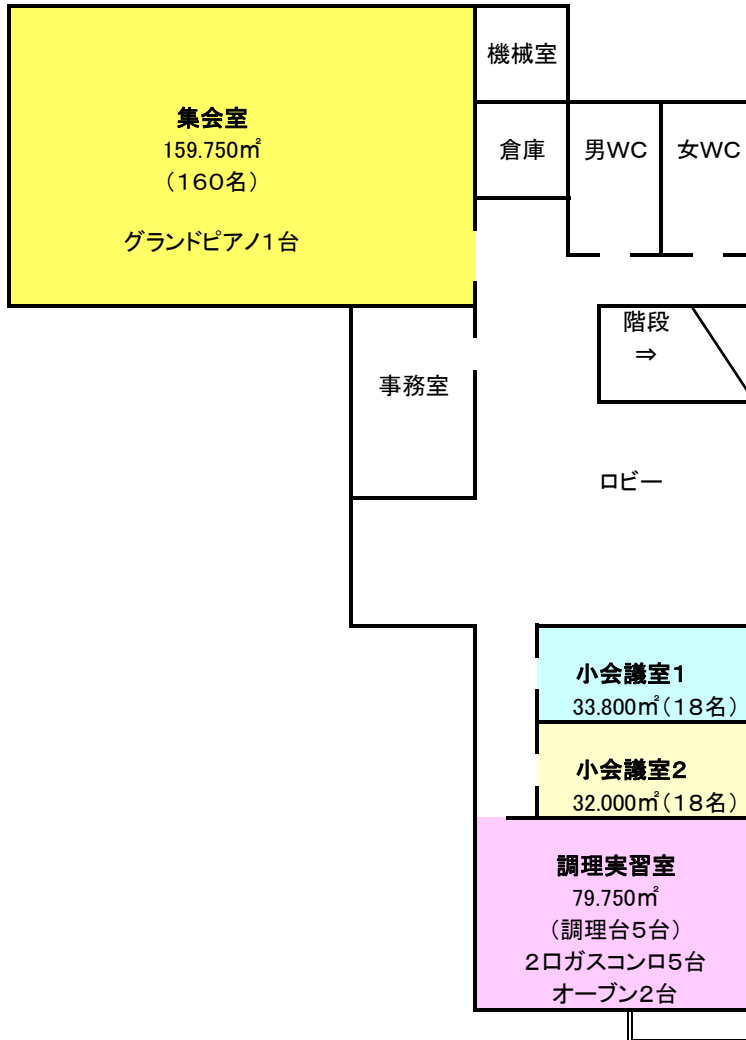 機械室
集会室
159.750㎡
（１６０名）
グランドピアノ１台
倉庫
男ＷＣ
女ＷＣ
階段
⇒
事務室
ロビー
小会議室１
33.800㎡（１８名）
小会議室２
32.000㎡（１８名）
調理実習室
79.750㎡
（調理台５台）
２口ガスコンロ５台
オーブン２台